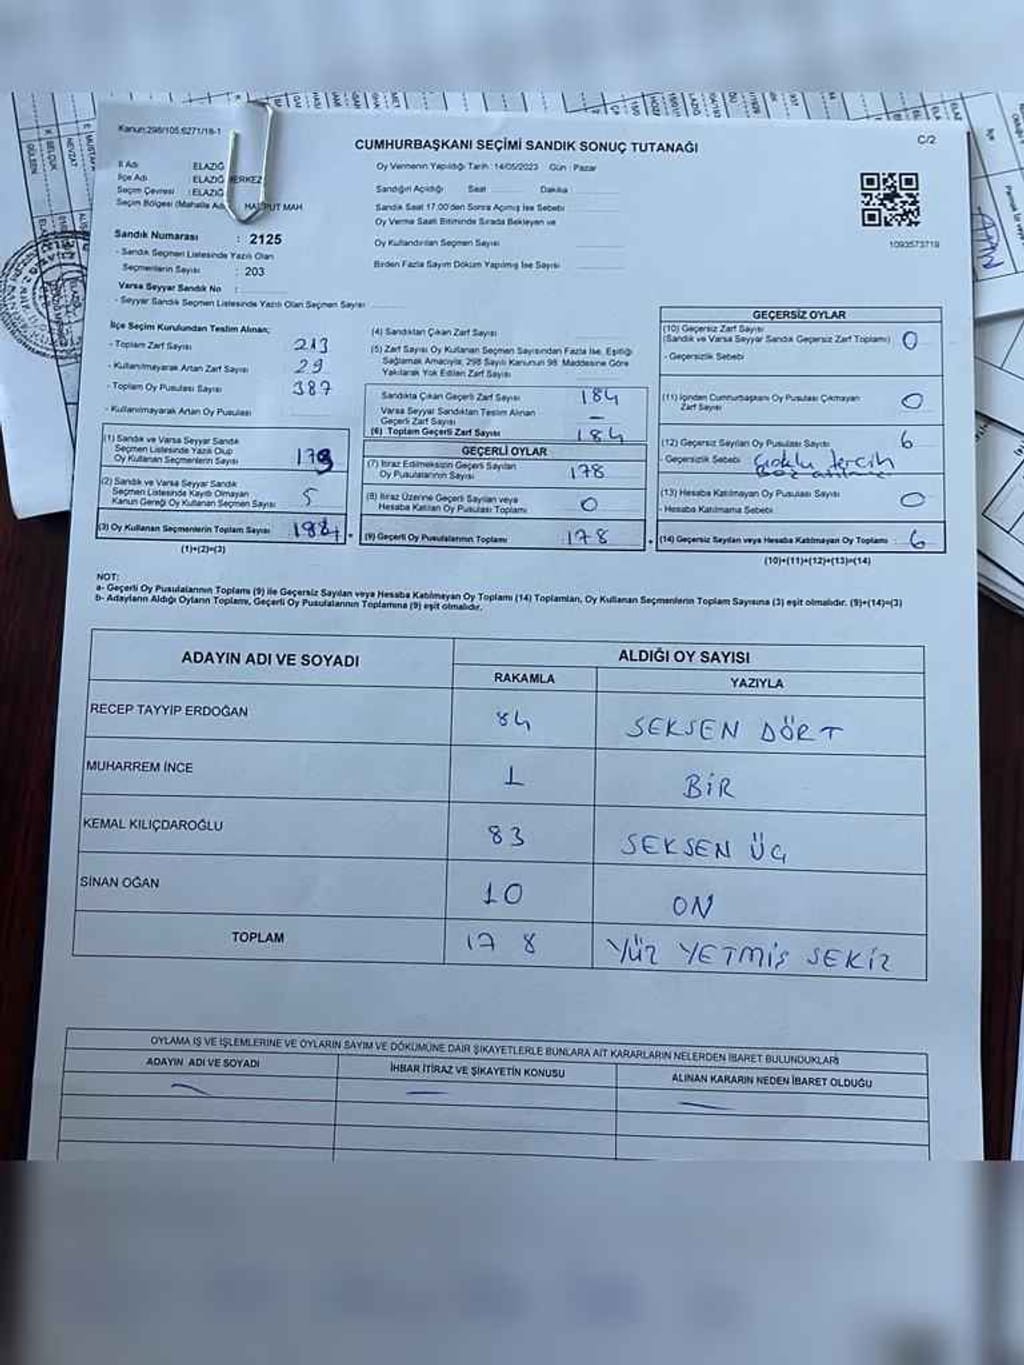 Kanun:298/105,6271/18-1
C/2
CUMHURBAŞKANI SEÇİMİ SANDIK SONUÇ TUTANAĞI
İl Adı : ELAZIĞ
İlçe Adı : ELAZIĞ MERKEZ
Seçim Çevresi : ELAZIĞ
Seçim Bölgesi (Mahalle Adı HARPUT MAH.
Sandık Numarası : 2125
- Sandık Seçmen Listesinde Yazılı Olan
Seçmenlerin Sayısı : 203
Varsa Seyyar Sandık No :
- Seyyar Sandık Seçmen Listesinde Yazılı Olan Seçmen Sayısı
Oy Vermenin Yapıldığı Tarih : 14/05/2023 Gün : Pazar
Sandığın Açıldığı Saat Dakika
Sandık Saat 17.00'den Sonra Açılmış İse Sebebi
Oy Verme Saati Bitiminde Sırada Bekleyen ve
Oy Kullandırılan Seçmen Sayısı
Birden Fazla Sayım Döküm Yapılmış İse Sayısı
1093573719
İlçe Seçim Kurulundan Teslim Alınan;
- Toplam Zarf Sayısı 213
- Kullanılmayarak Artan Zarf Sayısı 29
- Toplam Oy Pusulası Sayısı 387
- Kullanılmayarak Artan Oy Pusulası
(1) Sandık ve Varsa Seyyar Sandık
Seçmen Listesinde Yazılı Olup
Oy Kullanan Seçmenlerin Sayısı 179
(2) Sandık ve Varsa Seyyar Sandık
Seçmen Listesinde Kayıtlı Olmayan
Kanun Gereği Oy Kullanan Seçmen Sayısı 5
(3) Oy Kullanan Seçmenlerin Toplam Sayısı 184
(1)+(2)=(3)
(4) Sandıktan Çıkan Zarf Sayısı
(5) Zarf Sayısı Oy Kullanan Seçmen Sayısından Fazla İse, Eşitliği
Sağlamak Amacıyla, 298 Sayılı Kanunun 98. Maddesine Göre
Yakılarak Yok Edilen Zarf Sayısı
Sandıkta Çıkan Geçerli Zarf Sayısı 184
Varsa Seyyar Sandıktan Teslim Alınan
Geçerli Zarf Sayısı –
(6) Toplam Geçerli Zarf Sayısı 184
GEÇERLİ OYLAR
(7) İtiraz Edilmeksizin Geçerli Sayılan
Oy Pusulalarının Sayısı 178
(8) İtiraz Üzerine Geçerli Sayılan veya
Hesaba Katılan Oy Pusulası Toplamı 0
(9) Geçerli Oy Pusulalarının Toplamı 178
GEÇERSİZ OYLAR
(10) Geçersiz Zarf Sayısı
(Sandık ve Varsa Seyyar Sandık Geçersiz Zarf Toplamı) 0
- Geçersizlik Sebebi
(11) İçinden Cumhurbaşkanı Oy Pusulası Çıkmayan
Zarf Sayısı 0
(12) Geçersiz Sayılan Oy Pusulası Sayısı 6
- Geçersizlik Sebebi Çoklu tercih
(13) Hesaba Katılmayan Oy Pusulası Sayısı 0
- Hesaba Katılmama Sebebi
(14) Geçersiz Sayılan veya Hesaba Katılmayan Oy Toplamı 6
(10)+(11)+(12)+(13)=(14)
NOT:
a- Geçerli Oy Pusulalarının Toplamı (9) ile Geçersiz Sayılan veya Hesaba Katılmayan Oy Toplamı (14) Toplamları, Oy Kullanan Seçmenlerin Toplam Sayısına (3) eşit olmalıdır. (9)+(14)=(3)
b- Adayların Aldığı Oyların Toplamı, Geçerli Oy Pusulalarının Toplamına (9) eşit olmalıdır.
ADAYIN ADI VE SOYADI ALDIĞI OY SAYISI
RAKAMLA YAZIYLA
RECEP TAYYİP ERDOĞAN 84 SEKSEN DÖRT
MUHARREM İNCE 1 BİR
KEMAL KILIÇDAROĞLU 83 SEKSEN ÜÇ
SİNAN OĞAN 10 ON
TOPLAM 178 YÜZ YETMİŞ SEKİZ
OYLAMA İŞ VE İŞLEMLERİNE VE OYLARIN SAYIM VE DÖKÜMÜNE DAİR ŞİKAYETLERLE BUNLARA AİT KARARLARIN NELERDEN İBARET BULUNDUKLARI
ADAYIN ADI VE SOYADI İHBAR İTİRAZ VE ŞİKAYETİN KONUSU ALINAN KARARIN NEDEN İBARET OLDUĞU